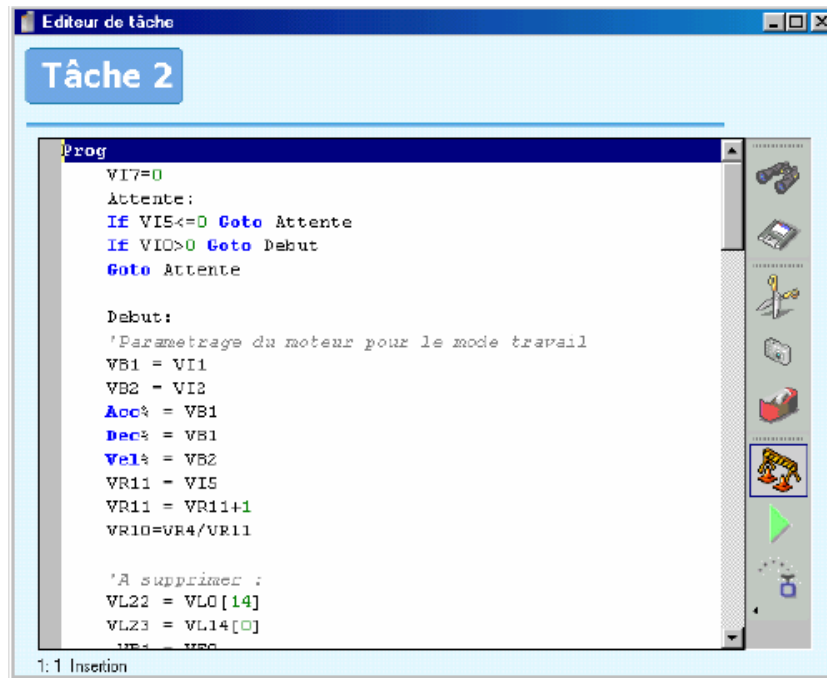 Editeur de tâche
Tâche 2
Prog
VI7=0
Attente:
If VI5<=0 Goto Attente
If VI0>0 Goto Debut
Goto Attente
Debut:
'Parametrage du moteur pour le mode travail
VB1 = VI1
VB2 = VI2
Acc% = VB1
Dec% = VB1
Vel% = VB2
VR11 = VI5
VR11 = VR11+1
VR10=VR4/VR11
'A supprimer :
VL22 = VL0[14]
VL23 = VL14[0]
1: 1 Insertion